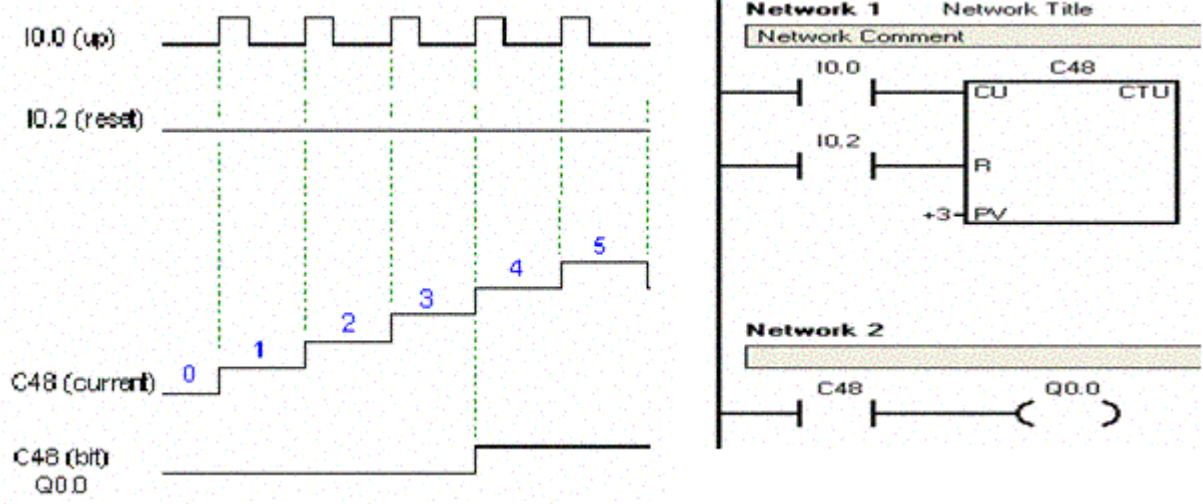 I0.0 (up)
I0.2 (reset)
0
1
2
3
4
5
C48 (current)
C48 (bit)
Q0.0
Network 1 Network Title
Network Comment
I0.0 C48
CU CTU
I0.2
R
+3 PV
Network 2
C48 Q0.0